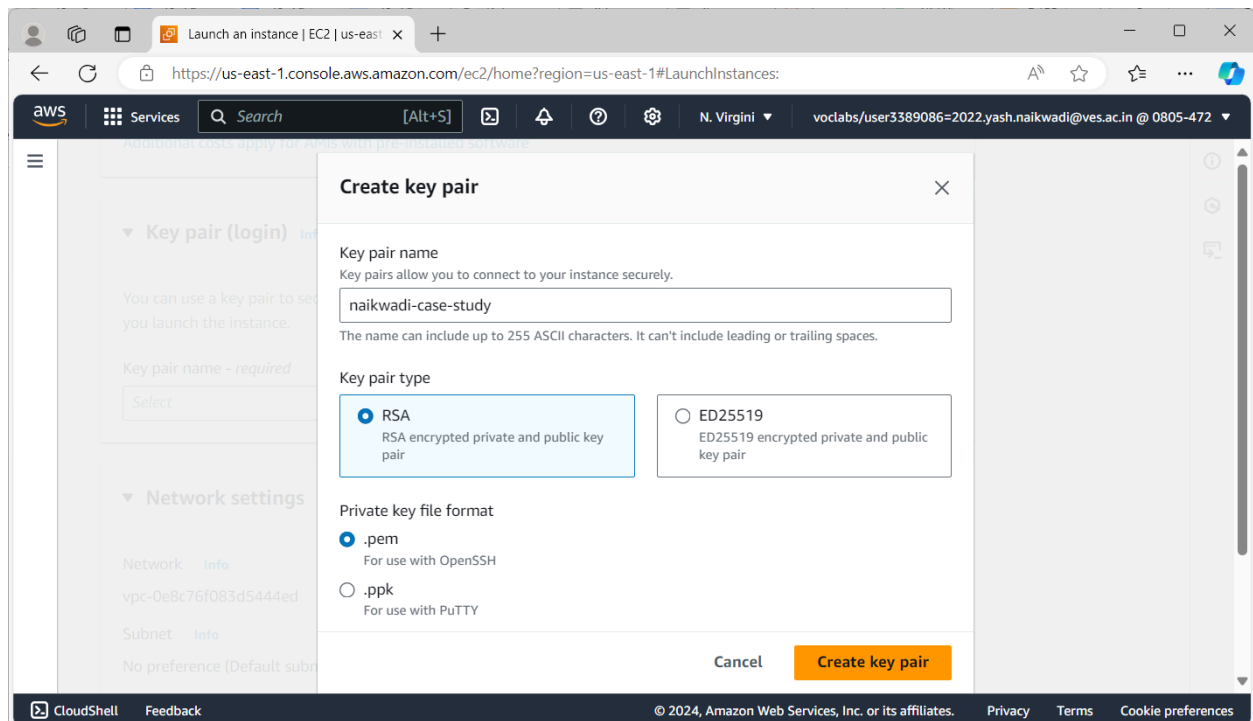 Launch an instance | EC2 | us-east
https://us-east-1.console.aws.amazon.com/ec2/home?region=us-east-1#LaunchInstances:
aws Services Search [Alt+S] N. Virgini voclabs/user3389086=2022.yash.naikwadi@ves.ac.in @ 0805-472
Additional costs apply for AMIs with pre-installed software
Create key pair
Key pair (login) Inf
Key pair name
Key pairs allow you to connect to your instance securely.
You can use a key pair to sec
naikwadi-case-study
you launch the instance.
The name can include up to 255 ASCII characters. It can't include leading or trailing spaces.
Key pair name - required
Key pair type
Select
RSA
RSA encrypted private and public key
pair
ED25519
ED25519 encrypted private and public
key pair
Network settings
Private key file format
.pem
For use with OpenSSH
Network Info
.ppk
vpc-0e8c76f083d5444ed
For use with PuTTY
Subnet Info
No preference (Default subn
Cancel Create key pair
CloudShell Feedback © 2024, Amazon Web Services, Inc. or its affiliates. Privacy Terms Cookie preferences